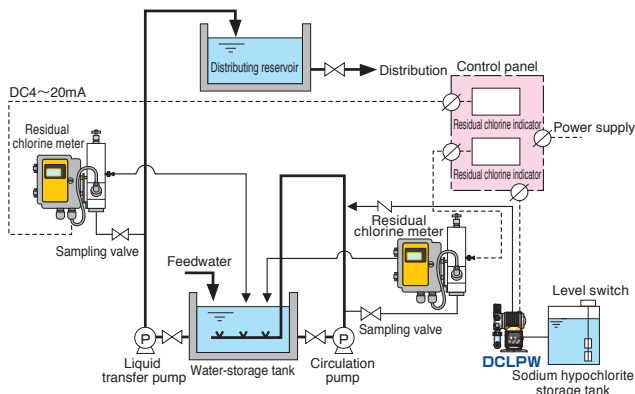 Distributing reservoir
Distribution
Control panel
DC4～20mA
Residual chlorine indicator
Power supply
Residual chlorine indicator
Residual
chlorine meter
Sampling valve
Residual
chlorine meter
Feedwater
Sampling valve
Level switch
P
P
Liquid
transfer pump
Water-storage tank
Circulation
pump
DCLPW
Sodium hypochlorite
storage tank